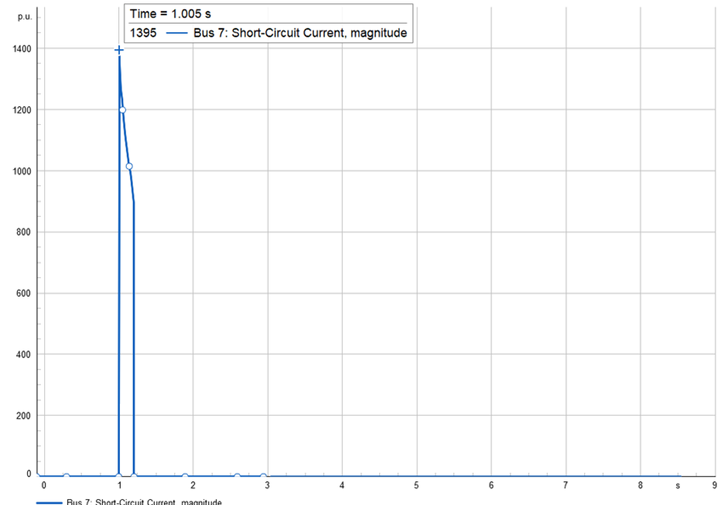 p.u.
Time = 1.005 s
1395 Bus 7: Short-Circuit Current, magnitude
1400
1200
1000
800
600
400
200
0
0 1 2 3 4 5 6 7 8 s 9
Bus 7: Short-Circuit Current, magnitude